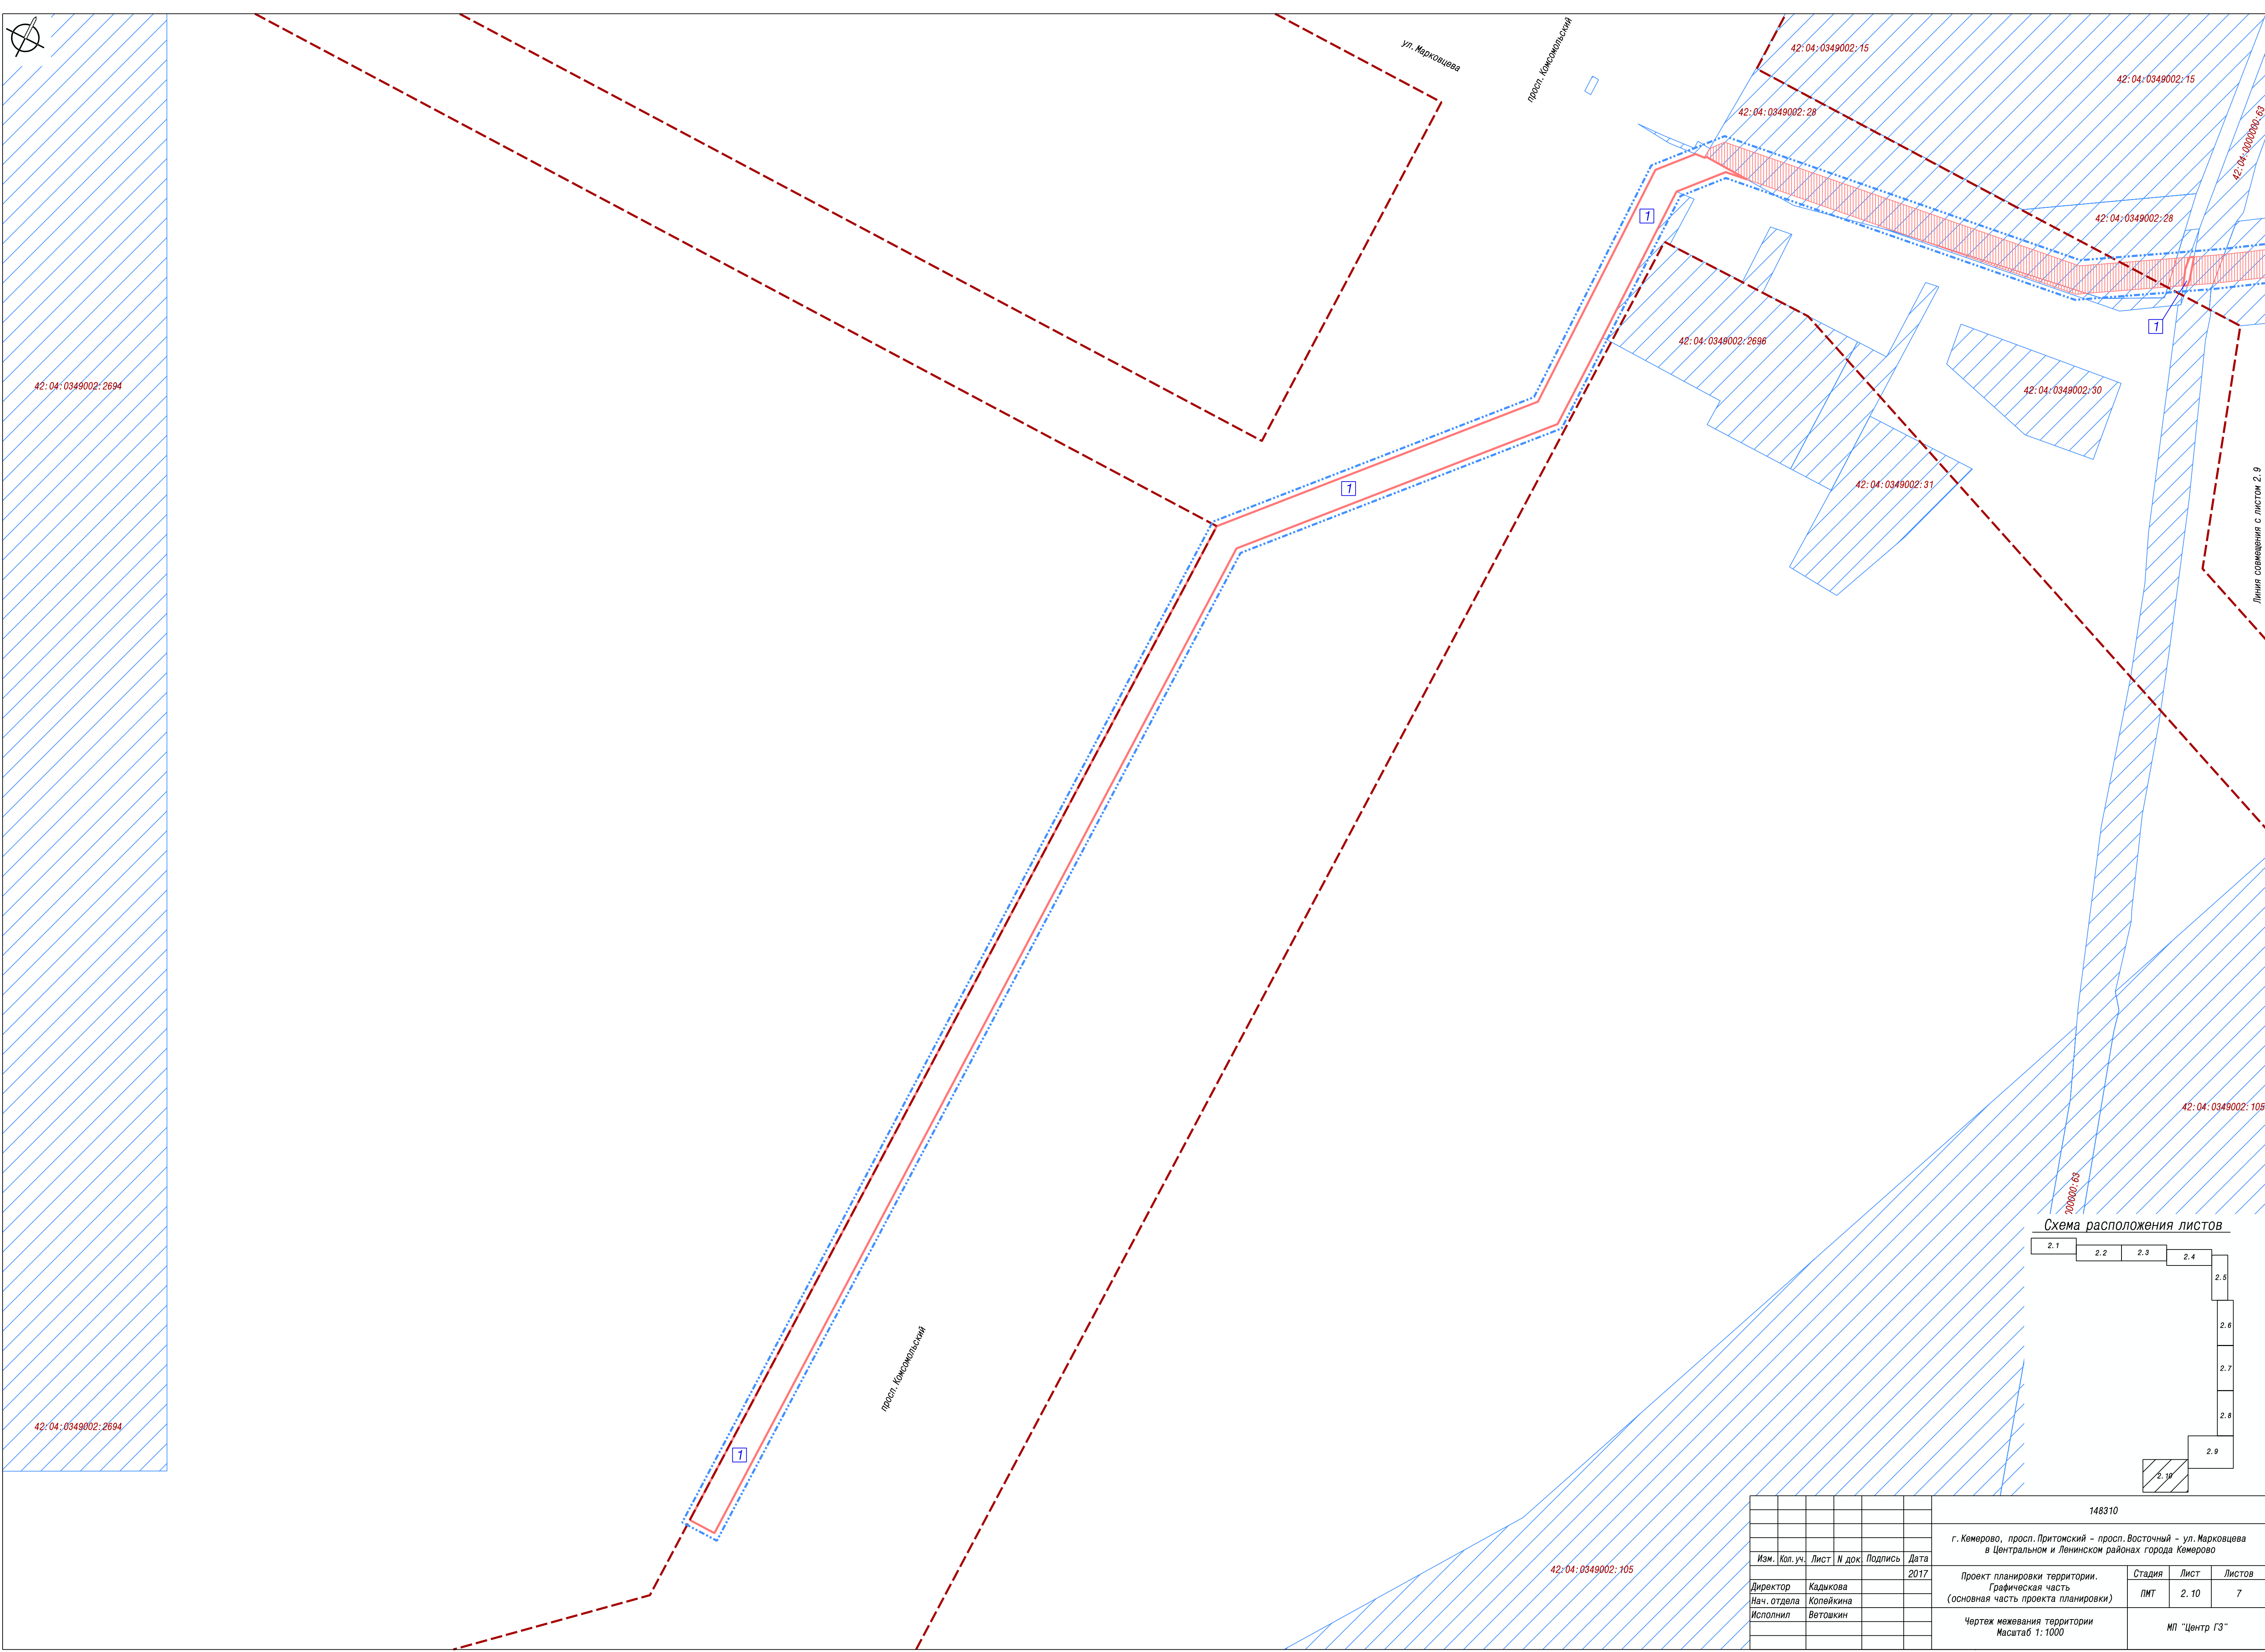 ул.Марковцева
просп.Комсомольский
42:04:0349002:15
42:04:0349002:15
42:04:0349002:28
42:04:0000000:63
1
42:04:0349002:28
42:04:0349002:2694
42:04:0349002:2696
1
42:04:0349002:30
1
42:04:0349002:31
Линия совмещения с листом 2.9
42:04:0349002:105
000000:63
Схема расположения листов
2.1
2.2
2.3
2.4
2.5
2.6
2.7
2.8
2.9
2.10
просп.Комсомольский
42:04:0349002:2694
1
42:04:0349002:105
148310
г.Кемерово, просп.Притомский - просп.Восточный - ул.Марковцева
в Центральном и Ленинском районах города Кемерово
Изм. Кол.уч. Лист N док. Подпись Дата
2017
Директор Кадыкова
Нач.отдела Копейкина
Исполнил Ветошкин
Проект планировки территории.
Графическая часть
(основная часть проекта планировки)
Стадия Лист Листов
ПМТ 2.10 7
Чертеж межевания территории
Масштаб 1:1000
МП "Центр ГЗ"